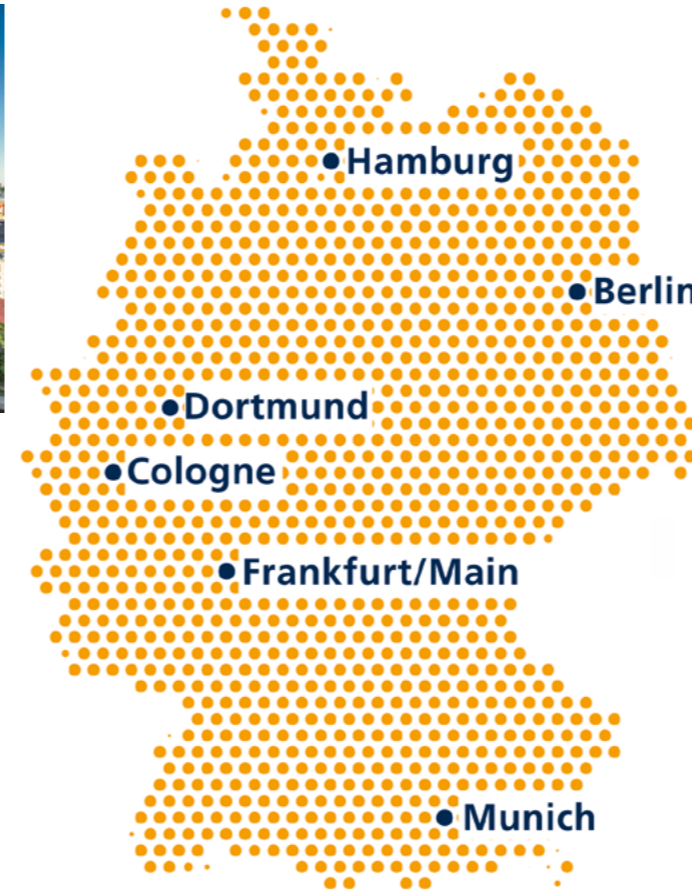 Hamburg
Berlin
Dortmund
Cologne
Frankfurt/Main
Munich